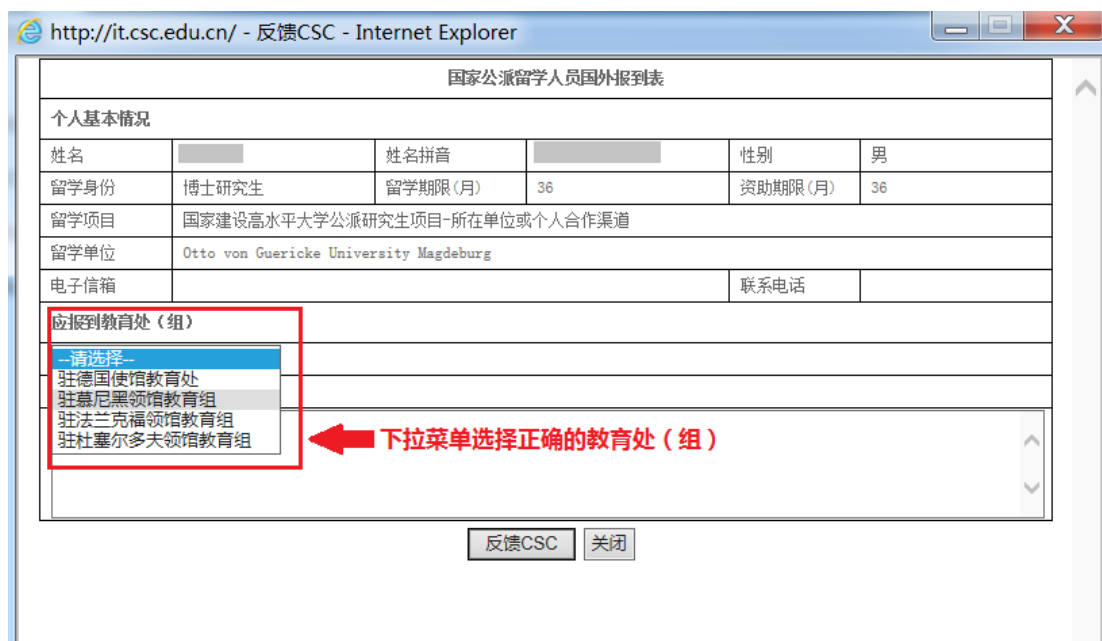 http://it.csc.edu.cn/ - 反馈CSC - Internet Explorer
国家公派留学人员国外报到表
个人基本情况
姓名 姓名拼音 性别 男
留学身份 博士研究生 留学期限(月) 36 资助期限(月) 36
留学项目 国家建设高水平大学公派研究生项目-所在单位或个人合作渠道
留学单位 Otto von Guericke University Magdeburg
电子信箱 联系电话
应报到教育处(组)
--请选择--
驻德国使馆教育处
驻慕尼黑领馆教育组
驻法兰克福领馆教育组
驻杜塞尔多夫领馆教育组
下拉菜单选择正确的教育处(组)
反馈CSC 关闭